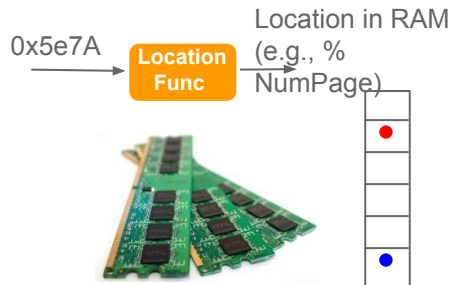 0x5e7A
Location
Func
Location in RAM
(e.g., %
NumPage)